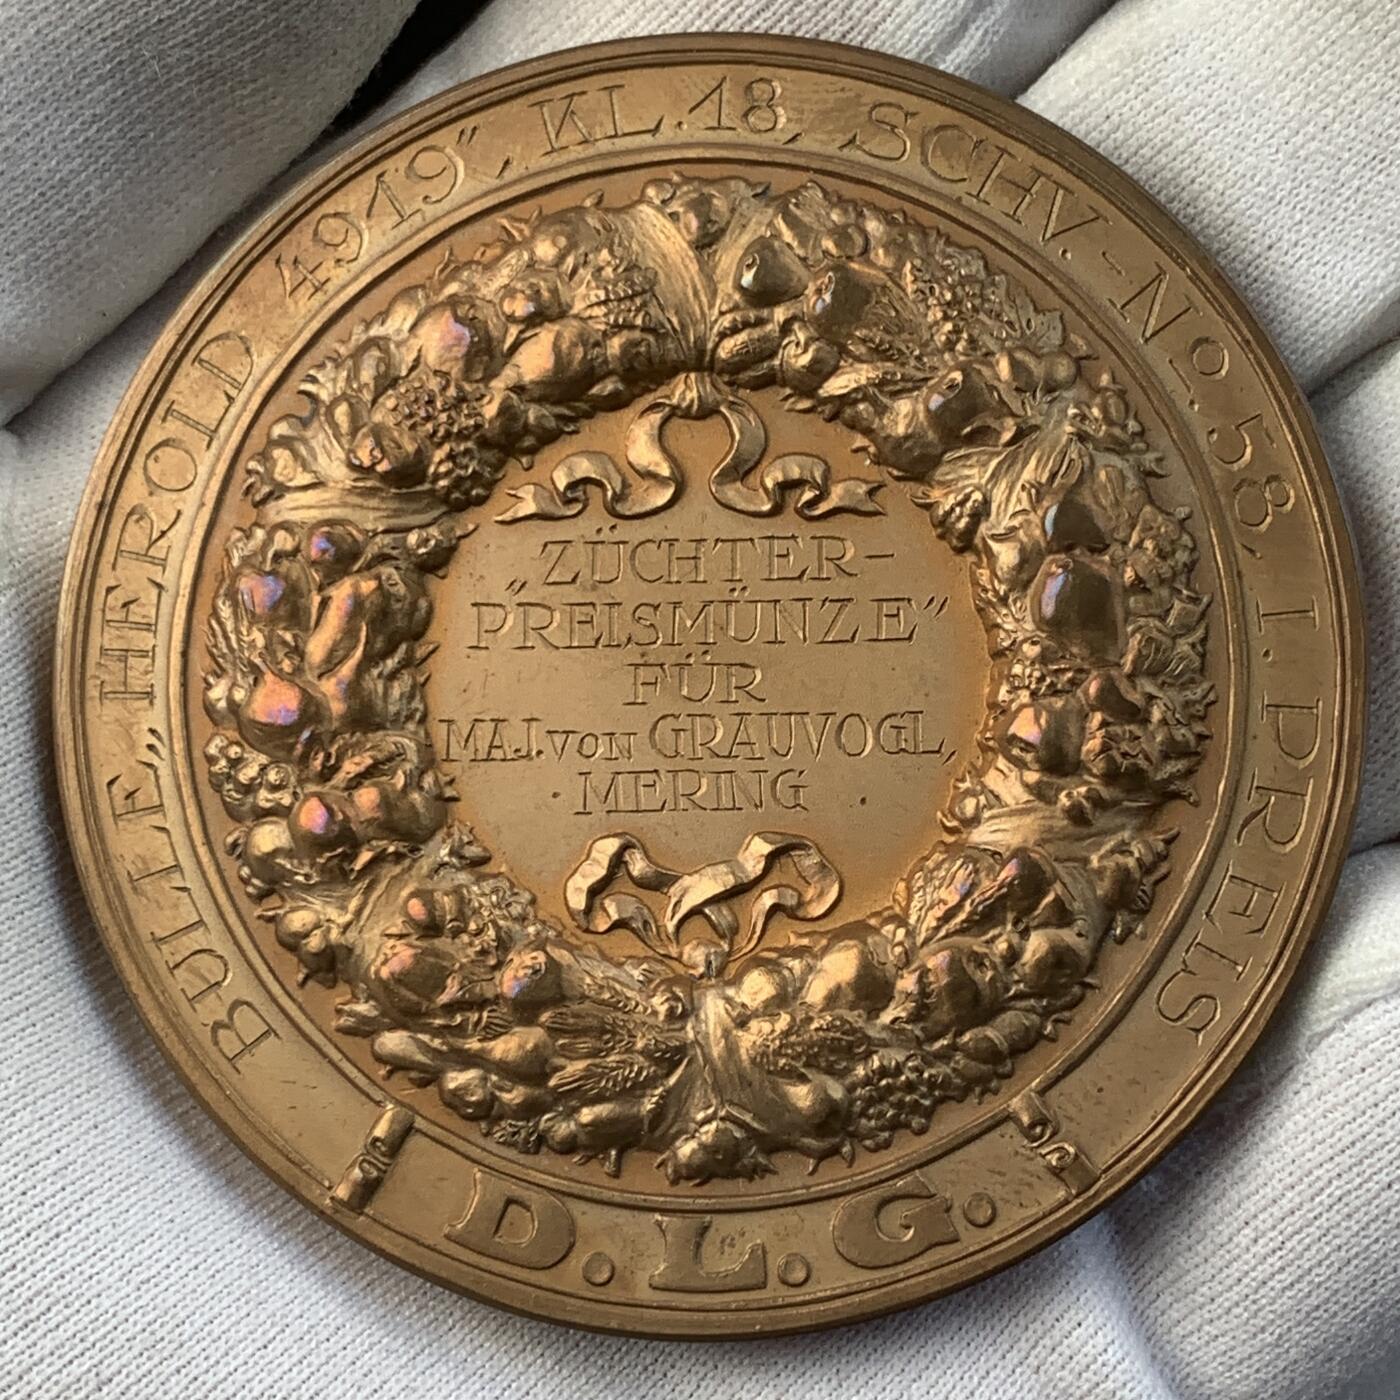 BULLE „HEROLD 4919", KL. 18, SCHV.-No. 58, I. PREIS
„ZÜCHTER-
PREISMÜNZE"
FÜR
MAJ. von GRAUVOGL,
MERING
D.L.G.